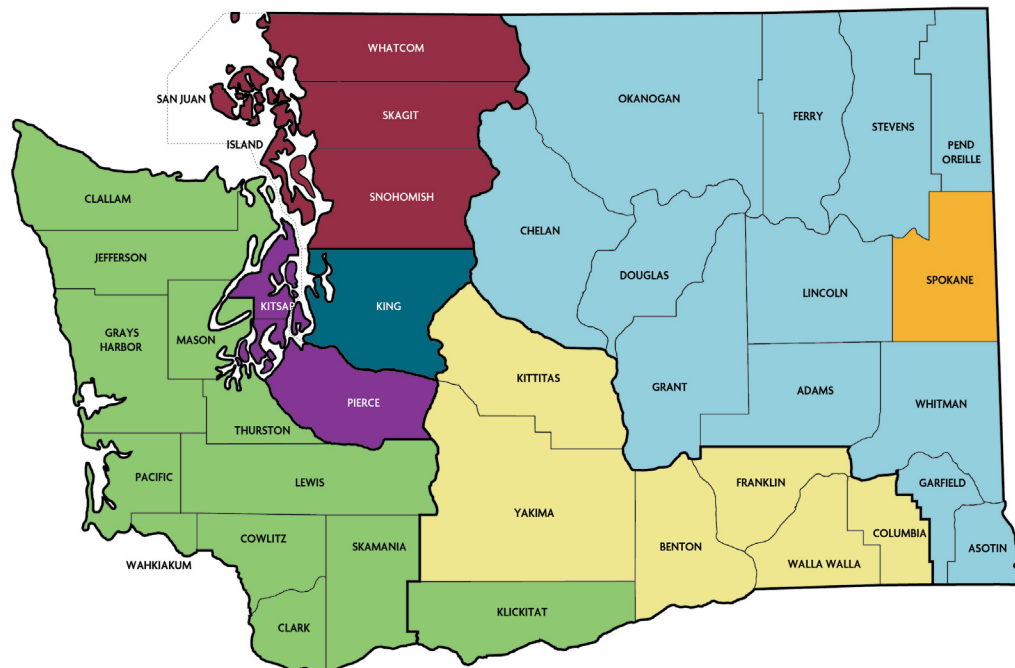 WHATCOM
SAN JUAN
SKAGIT
ISLAND
SNOHOMISH
OKANOGAN
FERRY
STEVENS
PEND
OREILLE
CLALLAM
JEFFERSON
CHELAN
DOUGLAS
LINCOLN
SPOKANE
KITSAP
KING
GRAYS
HARBOR
MASON
KITTITAS
GRANT
ADAMS
WHITMAN
PIERCE
THURSTON
PACIFIC
LEWIS
YAKIMA
FRANKLIN
GARFIELD
COLUMBIA
BENTON
WALLA WALLA
ASOTIN
WAHKIAKUM
COWLITZ
SKAMANIA
KLICKITAT
CLARK